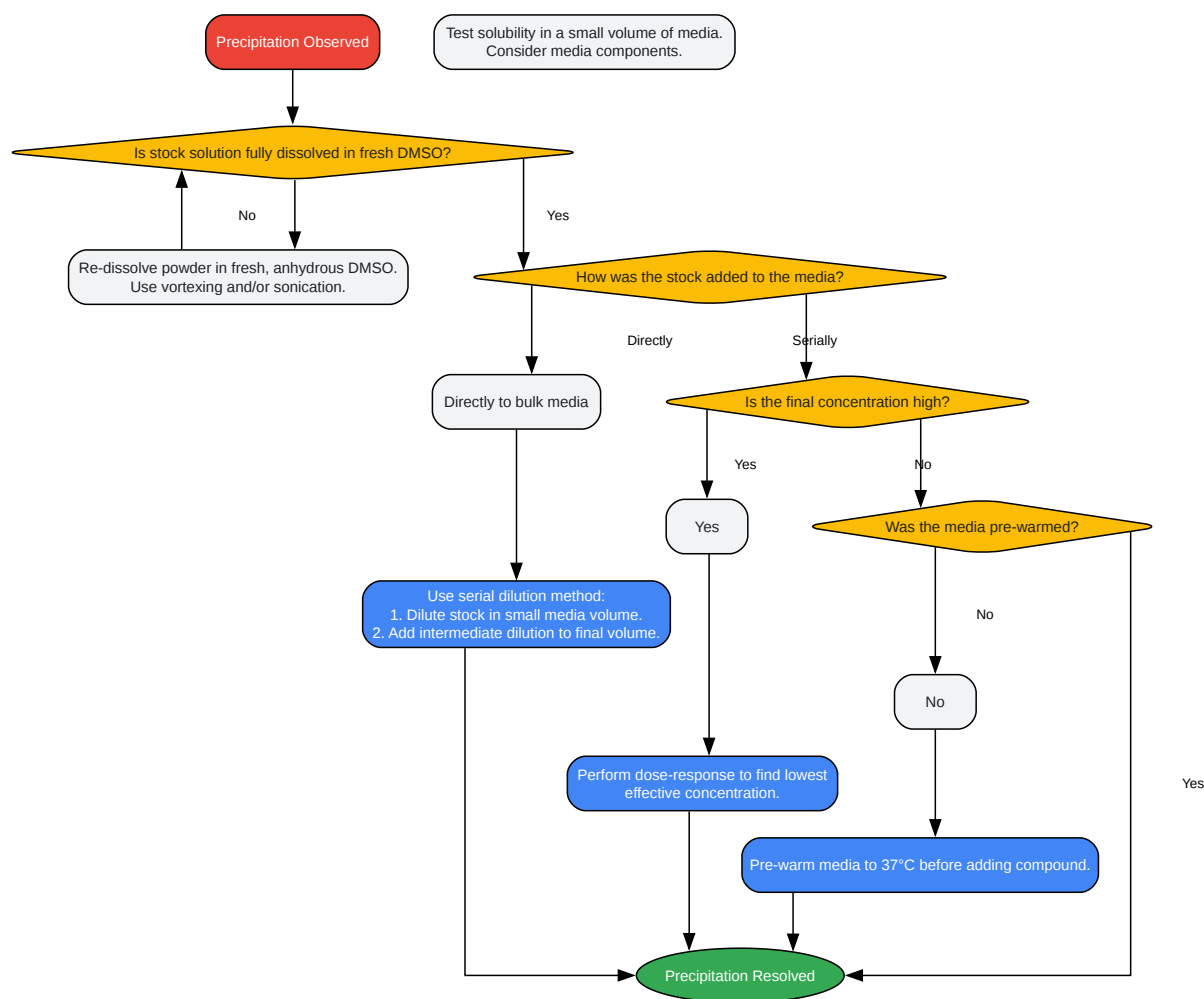 Precipitation Observed
Test solubility in a small volume of media.
Consider media components.
Is stock solution fully dissolved in fresh DMSO?
No
Yes
Re-dissolve powder in fresh, anhydrous DMSO.
Use vortexing and/or sonication.
How was the stock added to the media?
Directly
Serially
Directly to bulk media
Is the final concentration high?
Yes
No
Yes
Was the media pre-warmed?
Use serial dilution method:
1. Dilute stock in small media volume.
2. Add intermediate dilution to final volume.
No
No
Perform dose-response to find lowest
effective concentration.
Yes
Pre-warm media to 37°C before adding compound.
Precipitation Resolved